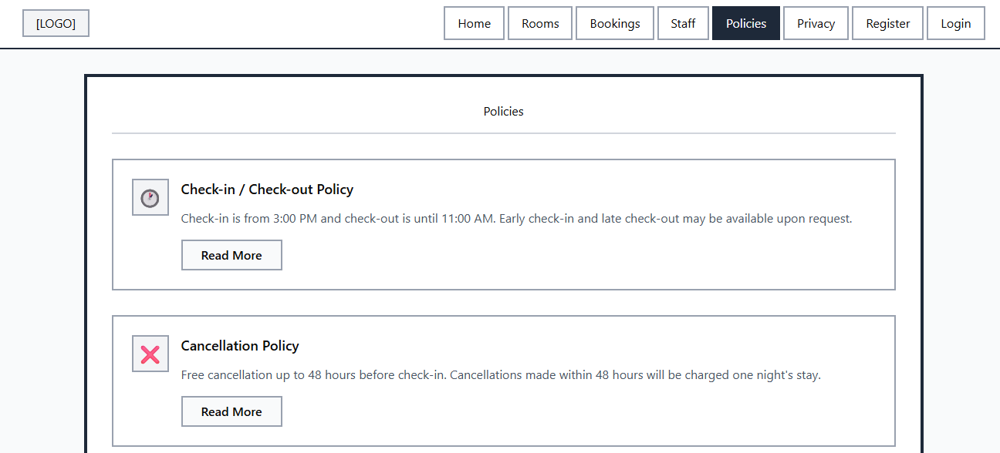 [LOGO] Home Rooms Bookings Staff Policies Privacy Register Login
Policies
Check-in / Check-out Policy
Check-in is from 3:00 PM and check-out is until 11:00 AM. Early check-in and late check-out may be available upon request.
Read More
Cancellation Policy
Free cancellation up to 48 hours before check-in. Cancellations made within 48 hours will be charged one night's stay.
Read More